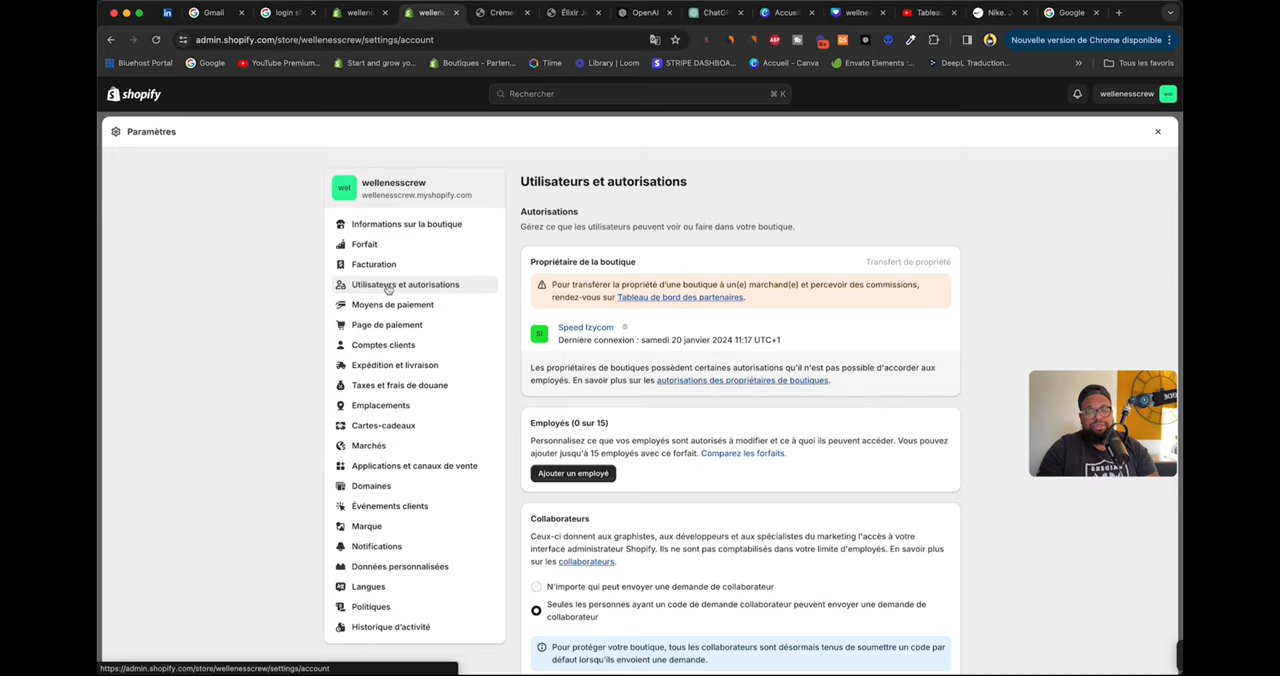 Gmail
login s
wellene
wellene
Crème
Élixir J
OpenAI
ChatG
Accuei
wellne
Tablea
Nike. J
Google
admin.shopify.com/store/wellenesscrew/settings/account
Nouvelle version de Chrome disponible
Bluehost Portal
Google
YouTube Premium...
Start and grow yo...
Boutiques - Parten...
Tiime
Library | Loom
STRIPE DASHBOA...
Accueil - Canva
Envato Elements :...
DeepL Traduction...
Tous les favoris
shopify
Rechercher
⌘ K
wellenesscrew
wel
Paramètres
wel
wellenesscrew
wellenesscrew.myshopify.com
Informations sur la boutique
Forfait
Facturation
Utilisateurs et autorisations
Moyens de paiement
Page de paiement
Comptes clients
Expédition et livraison
Taxes et frais de douane
Emplacements
Cartes-cadeaux
Marchés
Applications et canaux de vente
Domaines
Événements clients
Marque
Notifications
Données personnalisées
Langues
Politiques
Historique d'activité
Utilisateurs et autorisations
Autorisations
Gérez ce que les utilisateurs peuvent voir ou faire dans votre boutique.
Propriétaire de la boutique
Transfert de propriété
Pour transférer la propriété d'une boutique à un(e) marchand(e) et percevoir des commissions,
rendez-vous sur Tableau de bord des partenaires.
SI
Speed Izycom
Dernière connexion : samedi 20 janvier 2024 11:17 UTC+1
Les propriétaires de boutiques possèdent certaines autorisations qu'il n'est pas possible d'accorder aux
employés. En savoir plus sur les autorisations des propriétaires de boutiques.
Employés (0 sur 15)
Personnalisez ce que vos employés sont autorisés à modifier et ce à quoi ils peuvent accéder. Vous pouvez
ajouter jusqu'à 15 employés avec ce forfait. Comparez les forfaits.
Ajouter un employé
Collaborateurs
Ceux-ci donnent aux graphistes, aux développeurs et aux spécialistes du marketing l'accès à votre
interface administrateur Shopify. Ils ne sont pas comptabilisés dans votre limite d'employés. En savoir plus
sur les collaborateurs.
N'importe qui peut envoyer une demande de collaborateur
Seules les personnes ayant un code de demande collaborateur peuvent envoyer une demande de
collaborateur
Pour protéger votre boutique, tous les collaborateurs sont désormais tenus de soumettre un code par
défaut lorsqu'ils envoient une demande.
https://admin.shopify.com/store/wellenesscrew/settings/account